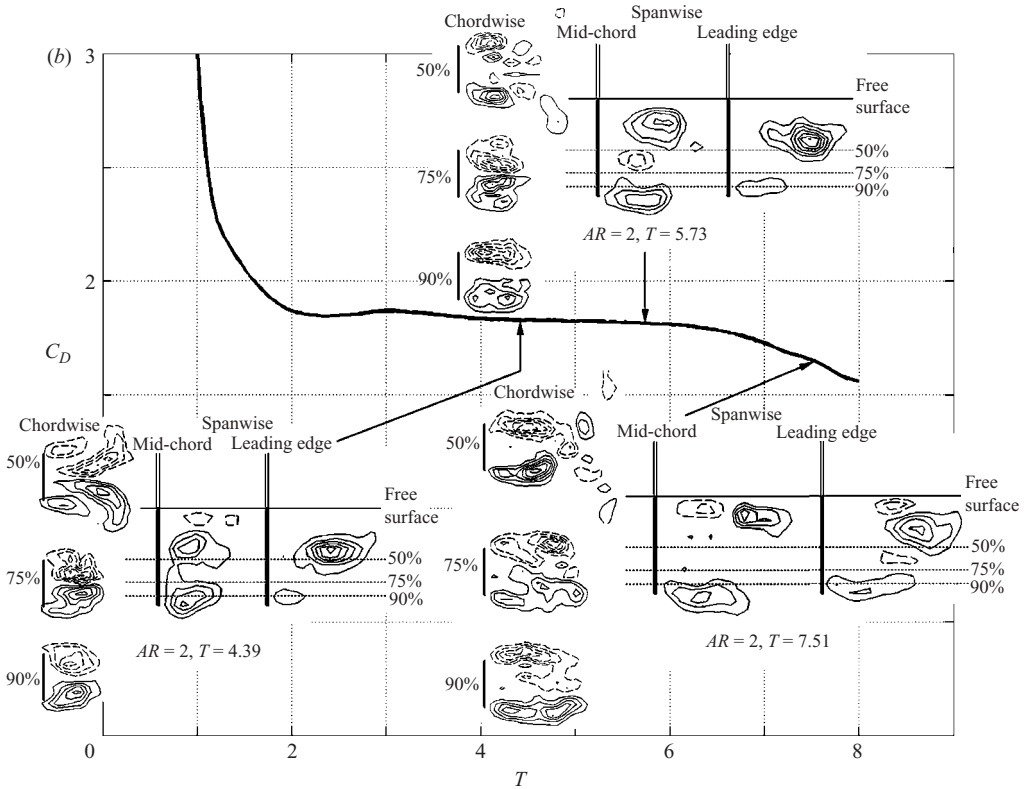 (b)
3
2
C_D
0
2
4
6
8
T
Chordwise
Spanwise
Mid-chord
Leading edge
50%
75%
90%
Free
surface
50%
75%
90%
AR = 2, T = 5.73
Chordwise
Spanwise
Mid-chord
Leading edge
50%
75%
90%
Free
surface
50%
75%
90%
AR = 2, T = 4.39
Chordwise
Spanwise
Mid-chord
Leading edge
50%
75%
90%
Free
surface
50%
75%
90%
AR = 2, T = 7.51